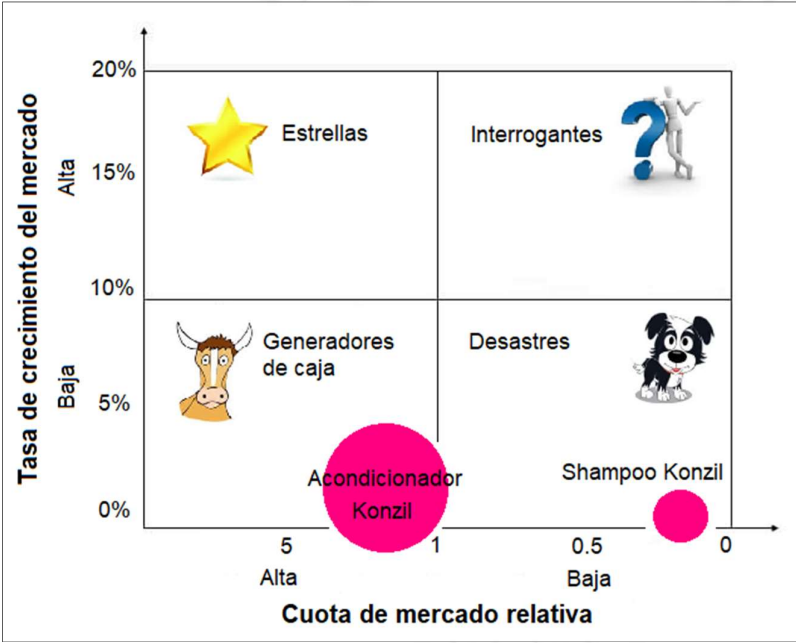 20%
Estrellas
Interrogantes
15%
Alta
Tasa de crecimiento del mercado
10%
Generadores
de caja
Desastres
Baja
5%
Shampoo Konzil
Acondicionador
Konzil
0%
5
1
0.5
0
Alta
Baja
Cuota de mercado relativa